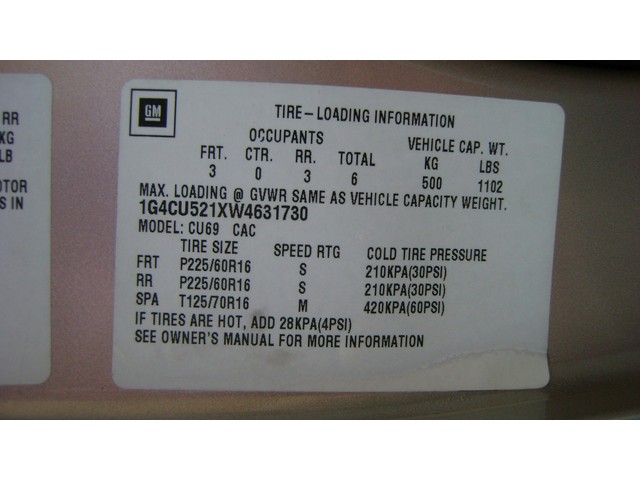 GM
TIRE-LOADING INFORMATION
OCCUPANTS VEHICLE CAP. WT.
FRT. CTR. RR. TOTAL KG LBS
3 0 3 6 500 1102
MAX. LOADING @ GVWR SAME AS VEHICLE CAPACITY WEIGHT.
1G4CU521XW4631730
MODEL: CU69 CAC
TIRE SIZE SPEED RTG COLD TIRE PRESSURE
FRT P225/60R16 S 210KPA(30PSI)
RR P225/60R16 S 210KPA(30PSI)
SPA T125/70R16 M 420KPA(60PSI)
IF TIRES ARE HOT, ADD 28KPA(4PSI)
SEE OWNER'S MANUAL FOR MORE INFORMATION
RR
KG
LB
OTOR
S IN